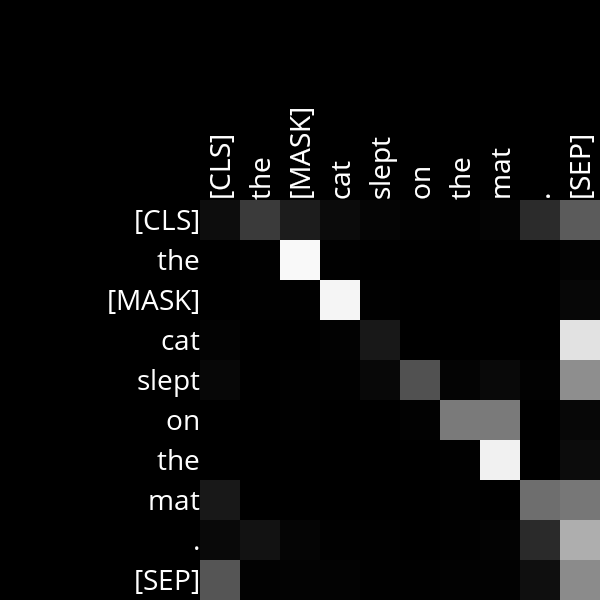 [CLS] the [MASK] cat slept on the mat . [SEP]
[CLS]
the
[MASK]
cat
slept
on
the
mat
.
[SEP]